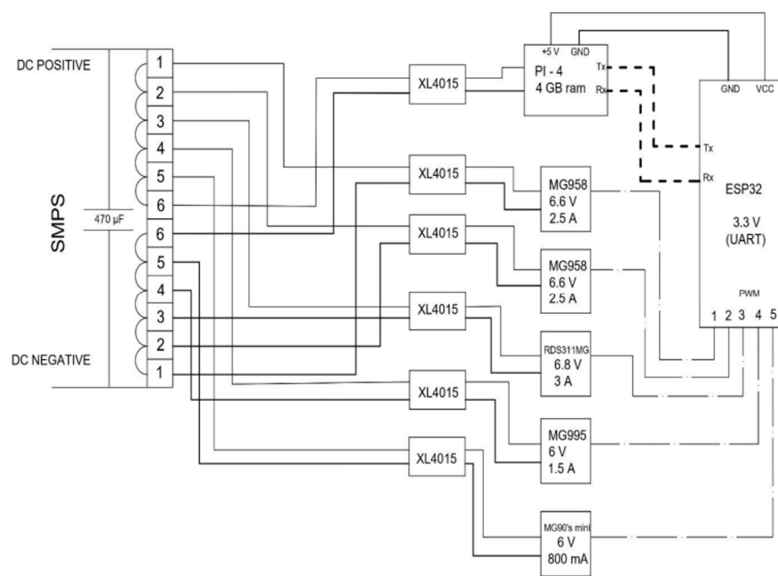 DC POSITIVE
SMPS
470 µF
DC NEGATIVE
1
2
3
4
5
6
6
5
4
3
2
1
XL4015
XL4015
XL4015
XL4015
XL4015
XL4015
+5 V GND
PI - 4
4 GB ram
Tx
Rx
MG958
6.6 V
2.5 A
MG958
6.6 V
2.5 A
RDS311MG
6.8 V
3 A
MG995
6 V
1.5 A
MG90's mini
6 V
800 mA
GND VCC
Tx
Rx
ESP32
3.3 V
(UART)
PWM
1 2 3 4 5